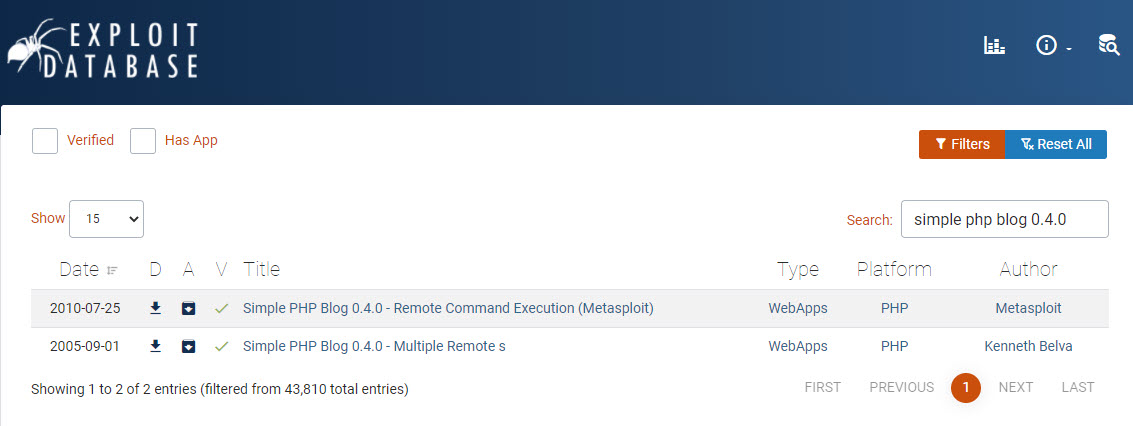 EXPLOIT
DATABASE
Verified Has App Filters Reset All
Show 15 Search: simple php blog 0.4.0
Date D A V Title Type Platform Author
2010-07-25 Simple PHP Blog 0.4.0 - Remote Command Execution (Metasploit) WebApps PHP Metasploit
2005-09-01 Simple PHP Blog 0.4.0 - Multiple Remote s WebApps PHP Kenneth Belva
Showing 1 to 2 of 2 entries (filtered from 43,810 total entries) FIRST PREVIOUS 1 NEXT LAST